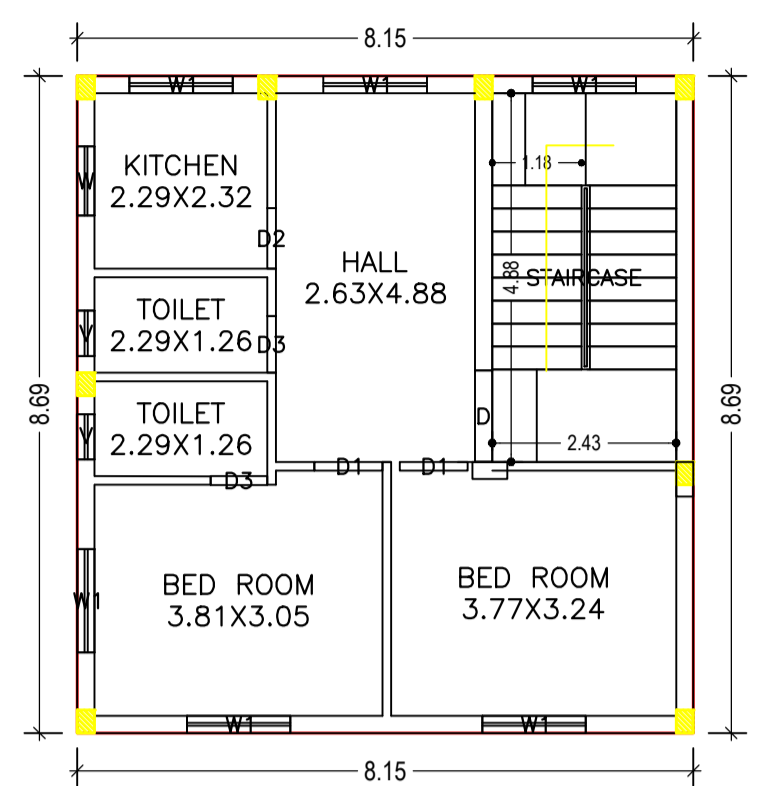 8.15
W1
W1
W1
KITCHEN
2.29X2.32
W
1.18
D2
HALL
2.63X4.88
4.88
STAIRCASE
TOILET
2.29X1.26
V
D3
8.69
8.69
TOILET
2.29X1.26
V
D
2.43
D1
D1
D3
BED ROOM
3.81X3.05
BED ROOM
3.77X3.24
W1
W1
W1
8.15